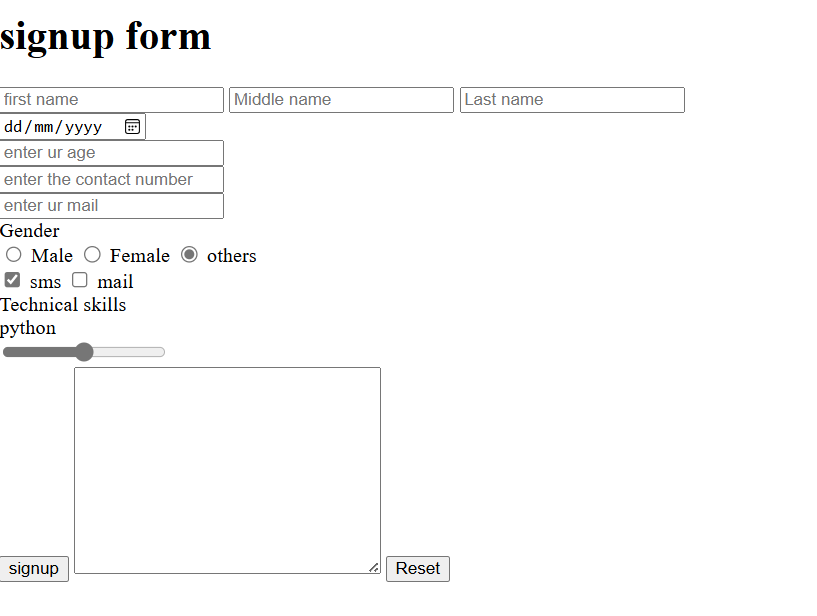 signup form
first name Middle name Last name
dd/mm/yyyy
enter ur age
enter the contact number
enter ur mail
Gender
Male Female others
sms mail
Technical skills
python
signup Reset